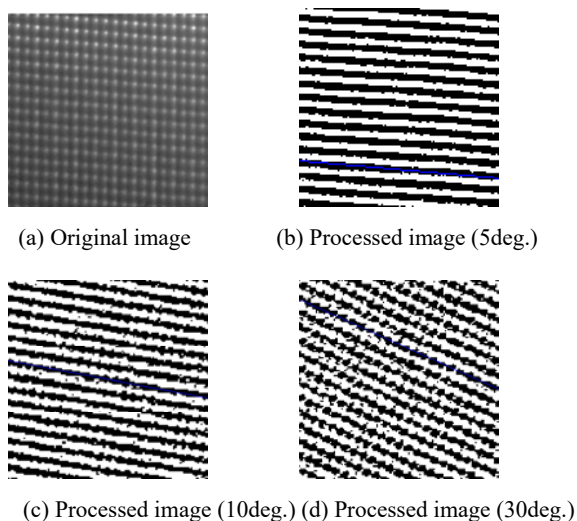 (a) Original image (b) Processed image (5deg.)
(c) Processed image (10deg.) (d) Processed image (30deg.)